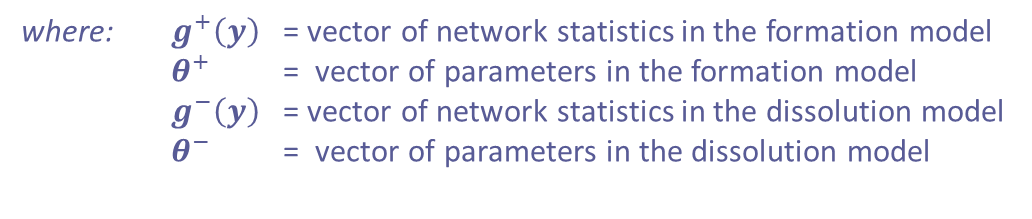 where: g⁺(y) = vector of network statistics in the formation model
θ⁺ = vector of parameters in the formation model
g⁻(y) = vector of network statistics in the dissolution model
θ⁻ = vector of parameters in the dissolution model